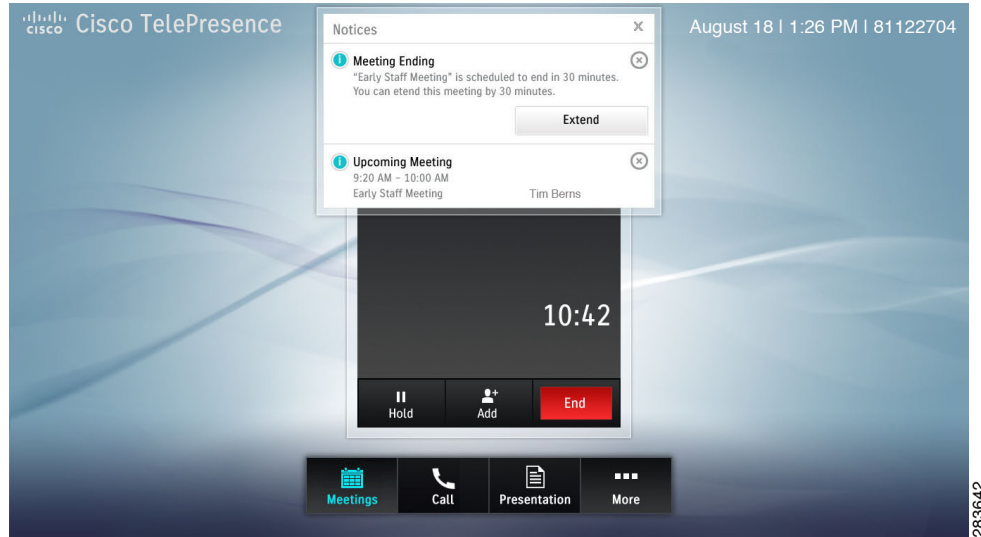 cisco Cisco TelePresence
August 18 I 1:26 PM I 81122704
Notices
Meeting Ending
“Early Staff Meeting” is scheduled to end in 30 minutes.
You can etend this meeting by 30 minutes.
Extend
Upcoming Meeting
9:20 AM – 10:00 AM
Early Staff Meeting Tim Berns
10:42
Hold Add End
Meetings Call Presentation More
283642